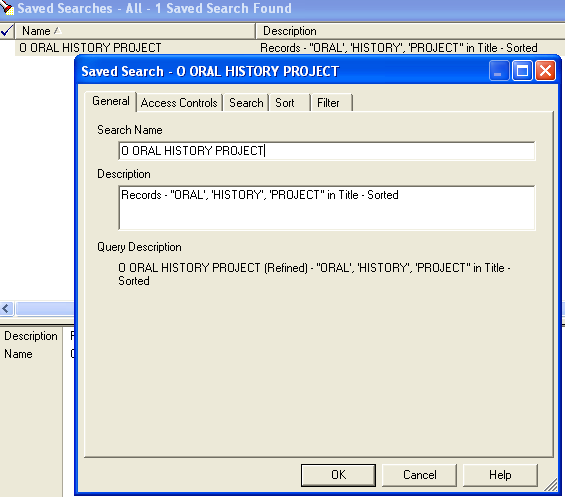 Saved Searches - All - 1 Saved Search Found
Name Description
O ORAL HISTORY PROJECT Records - "ORAL', 'HISTORY', 'PROJECT" in Title - Sorted
Saved Search - O ORAL HISTORY PROJECT
General Access Controls Search Sort Filter
Search Name
O ORAL HISTORY PROJECT
Description
Records - "ORAL', 'HISTORY', 'PROJECT" in Title - Sorted
Query Description
O ORAL HISTORY PROJECT (Refined) - "ORAL', 'HISTORY', 'PROJECT" in Title -
Sorted
Description
Name
OK Cancel Help